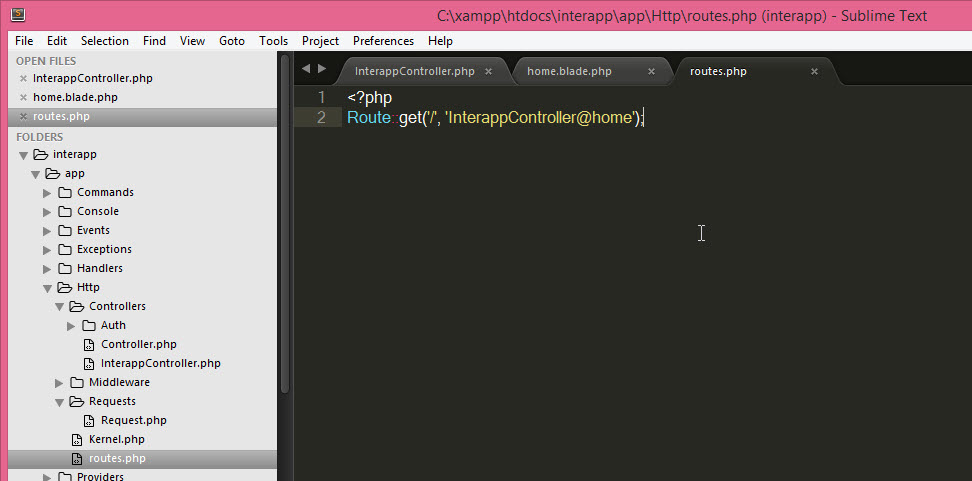 C:\xampp\htdocs\interapp\app\Http\routes.php (interapp) - Sublime Text
File Edit Selection Find View Goto Tools Project Preferences Help
OPEN FILES
InterappController.php
home.blade.php
routes.php
FOLDERS
interapp
app
Commands
Console
Events
Exceptions
Handlers
Http
Controllers
Auth
Controller.php
InterappController.php
Middleware
Requests
Request.php
Kernel.php
routes.php
Providers
InterappController.php home.blade.php routes.php
1 <?php
2 Route::get('/', 'InterappController@home');